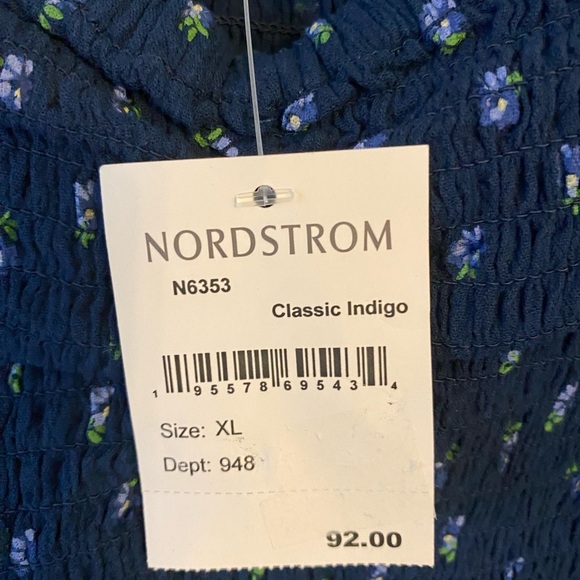 NORDSTROM
N6353
Classic Indigo
1 95578 69543 4
Size: XL
Dept: 948
92.00